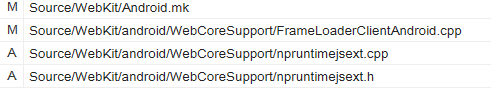 M Source/WebKit/Android.mk
M Source/WebKit/android/WebCoreSupport/FrameLoaderClientAndroid.cpp
A Source/WebKit/android/WebCoreSupport/npruntimejsext.cpp
A Source/WebKit/android/WebCoreSupport/npruntimejsext.h